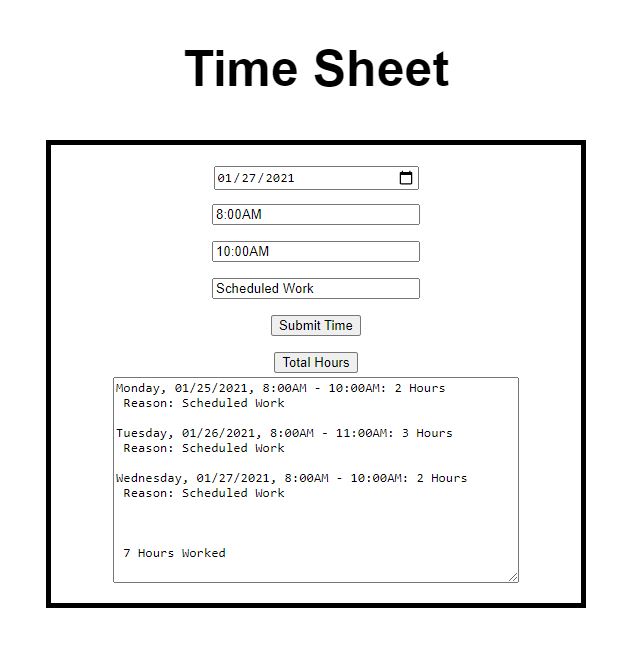 Time Sheet
01/27/2021
8:00AM
10:00AM
Scheduled Work
Submit Time
Total Hours
Monday, 01/25/2021, 8:00AM - 10:00AM: 2 Hours
Reason: Scheduled Work
Tuesday, 01/26/2021, 8:00AM - 11:00AM: 3 Hours
Reason: Scheduled Work
Wednesday, 01/27/2021, 8:00AM - 10:00AM: 2 Hours
Reason: Scheduled Work
7 Hours Worked